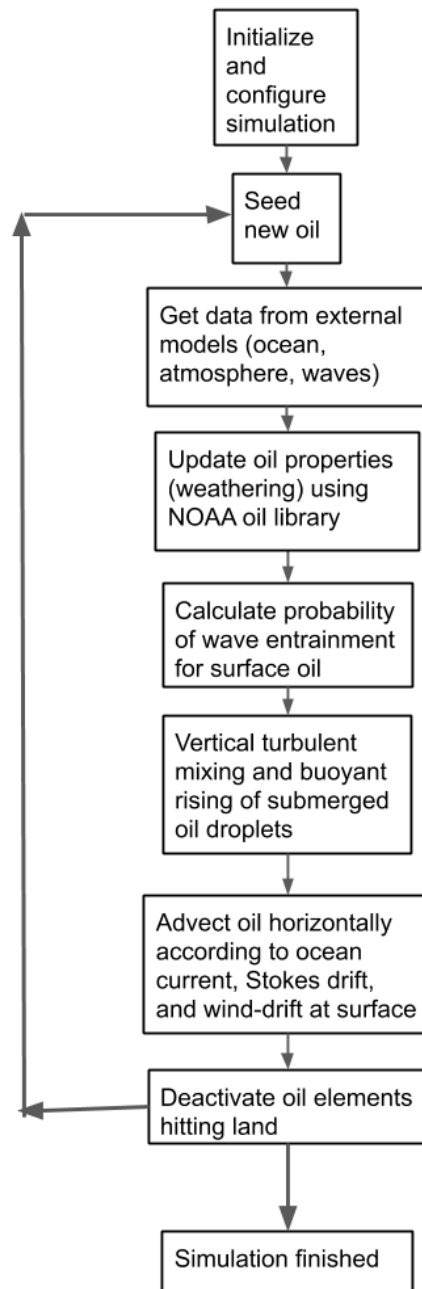 Initialize
and
configure
simulation
Seed
new oil
Get data from external
models (ocean,
atmosphere, waves)
Update oil properties
(weathering) using
NOAA oil library
Calculate probability
of wave entrainment
for surface oil
Vertical turbulent
mixing and buoyant
rising of submerged
oil droplets
Advect oil horizontally
according to ocean
current, Stokes drift,
and wind-drift at surface
Deactivate oil elements
hitting land
Simulation finished